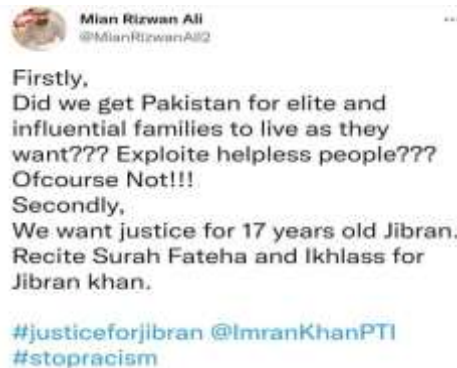 Mian Rizwan Ali
@MianRizwanAli2
Firstly,
Did we get Pakistan for elite and
influential families to live as they
want??? Exploite helpless people???
Ofcourse Not!!!
Secondly,
We want justice for 17 years old Jibran.
Recite Surah Fateha and Ikhlass for
Jibran khan.
#justiceforjibran @ImranKhanPTI
#stopracism